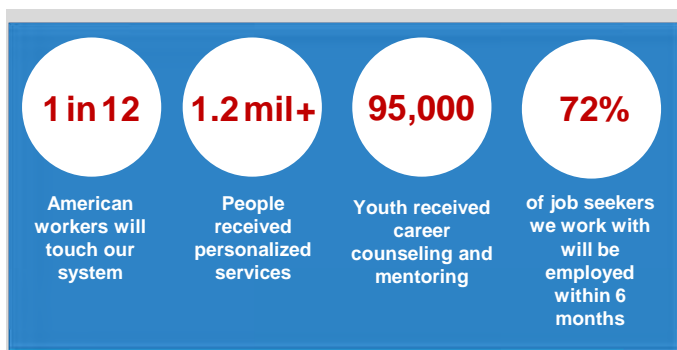 1 in 12
American
workers will
touch our
system
1.2 mil+
People
received
personalized
services
95,000
Youth received
career
counseling and
mentoring
72%
of job seekers
we work with
will be
employed
within 6
months